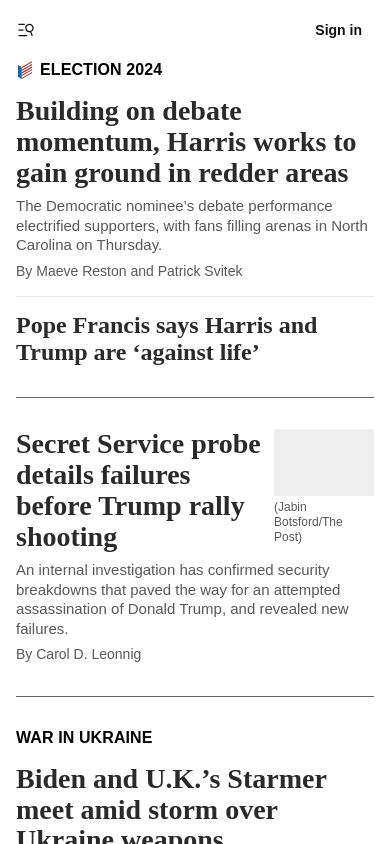 Sign in
ELECTION 2024
Building on debate
momentum, Harris works to
gain ground in redder areas
The Democratic nominee’s debate performance
electrified supporters, with fans filling arenas in North
Carolina on Thursday.
By Maeve Reston and Patrick Svitek
Pope Francis says Harris and
Trump are ‘against life’
Secret Service probe
details failures
before Trump rally
shooting
(Jabin
Botsford/The
Post)
An internal investigation has confirmed security
breakdowns that paved the way for an attempted
assassination of Donald Trump, and revealed new
failures.
By Carol D. Leonnig
WAR IN UKRAINE
Biden and U.K.’s Starmer
meet amid storm over
Ukraine weapons